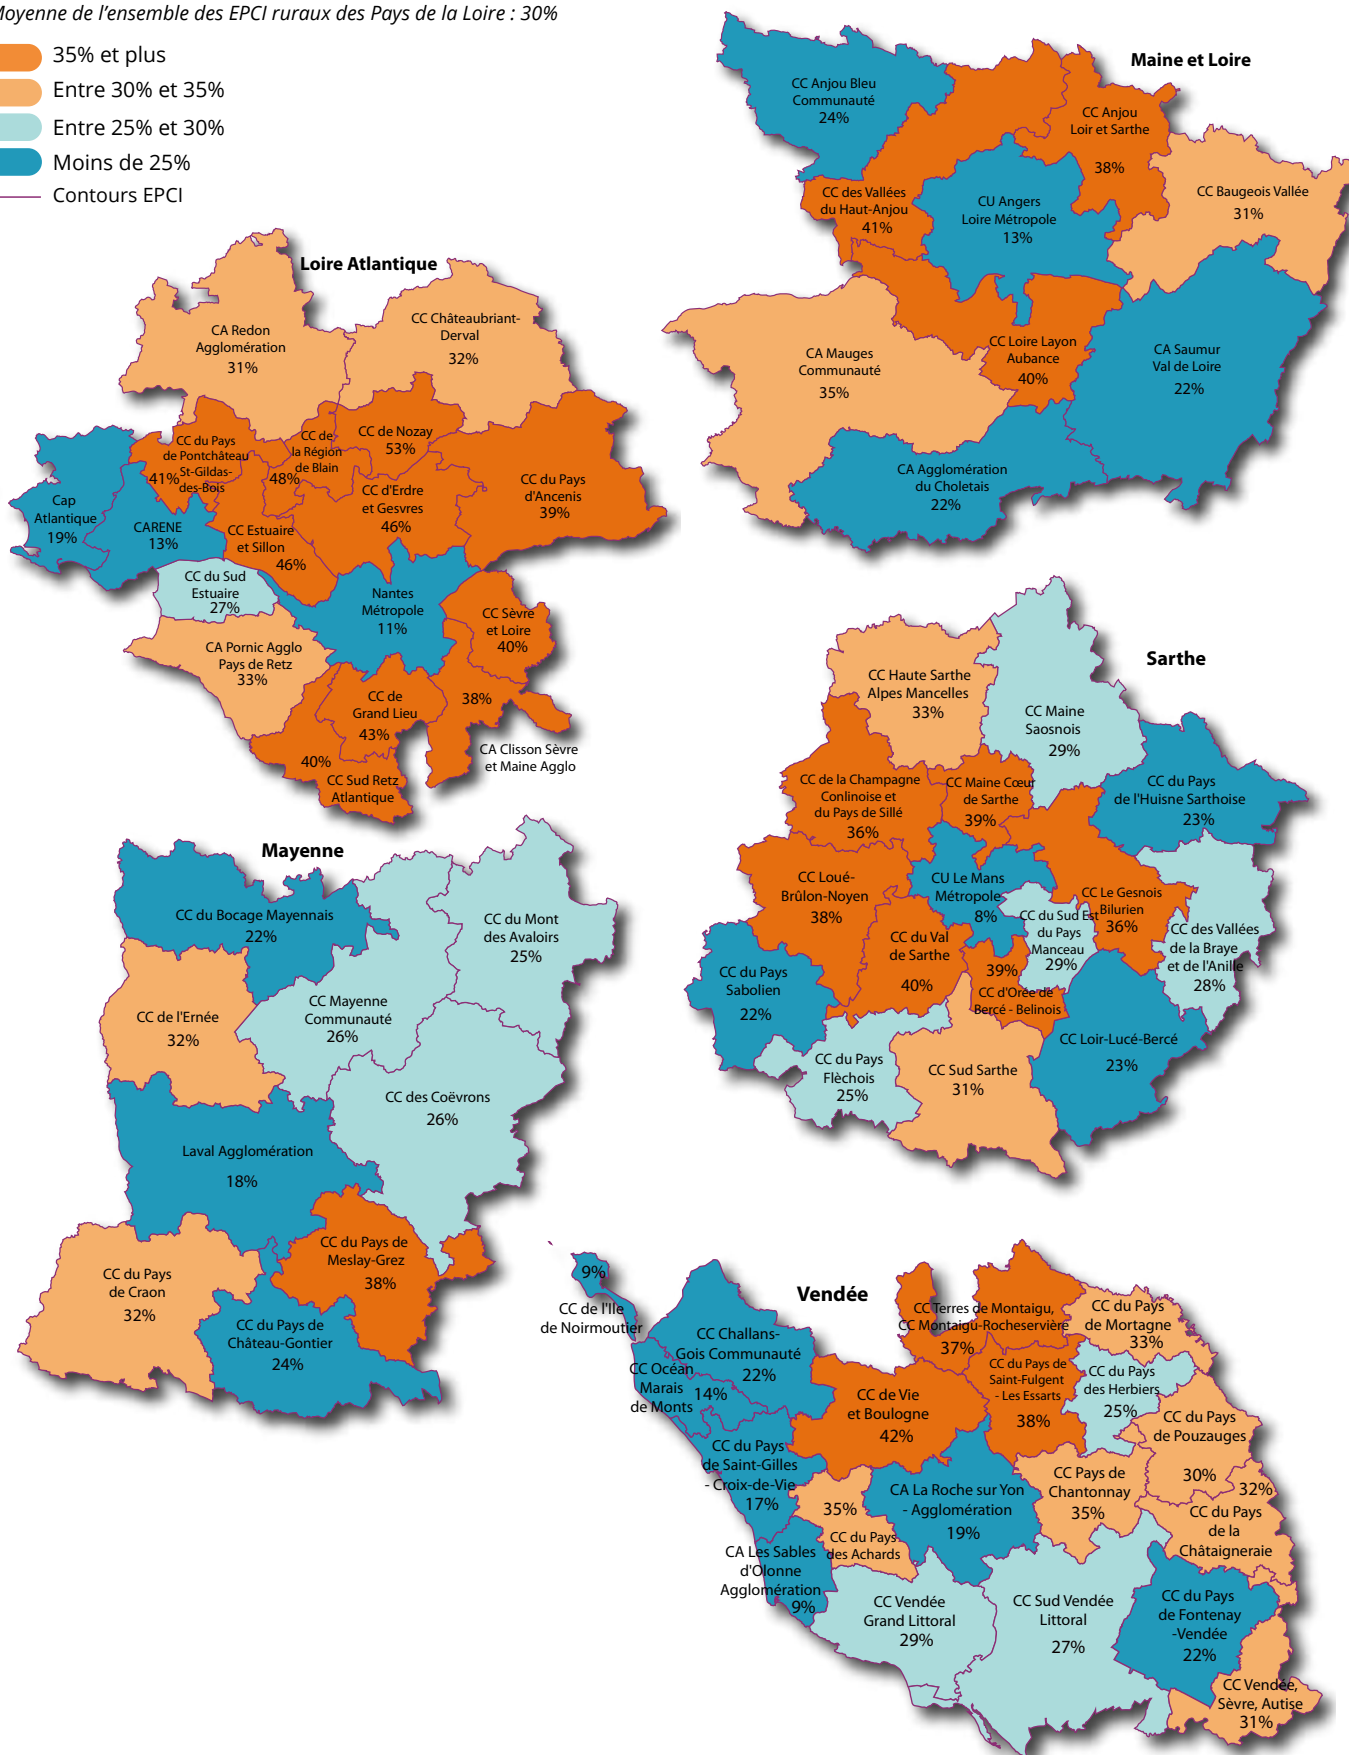 Moyenne de l'ensemble des EPCI ruraux des Pays de la Loire : 30%
35% et plus
Entre 30% et 35%
Entre 25% et 30%
Moins de 25%
Contours EPCI
Maine et Loire
CC Anjou Bleu
Communauté
24%
CC Anjou
Loir et Sarthe
38%
CC des Vallées
du Haut-Anjou
41%
CU Angers
Loire Métropole
13%
CC Baugeois Vallée
31%
CA Mauges
Communauté
35%
CC Loire Layon
Aubance
40%
CA Saumur
Val de Loire
22%
CA Agglomération
du Choletais
22%
Loire Atlantique
CA Redon
Agglomération
31%
CC Châteaubriant-
Derval
32%
CC du Pays
de Pontchâteau
St-Gildas-
des-Bois
41%
CC de
la Région
de Blain
48%
CC de Nozay
53%
CC d'Erdre
et Gesvres
46%
CC du Pays
d'Ancenis
39%
Cap
Atlantique
19%
CARENE
13%
CC Estuaire
et Sillon
46%
CC du Sud
Estuaire
27%
Nantes
Métropole
11%
CC Sèvre
et Loire
40%
CA Pornic Agglo
Pays de Retz
33%
CC de
Grand Lieu
43%
38%
CA Clisson Sèvre
et Maine Agglo
40%
CC Sud Retz
Atlantique
Sarthe
CC Haute Sarthe
Alpes Mancelles
33%
CC Maine
Saosnois
29%
CC de la Champagne
Conlinoise et
du Pays de Sillé
36%
CC Maine Cœur
de Sarthe
39%
CC du Pays
de l'Huisne Sarthoise
23%
CC Loué-
Brûlon-Noyen
38%
CU Le Mans
Métropole
8%
CC Le Gesnois
Bilurien
36%
CC du Sud Est
du Pays
Manceau
29%
CC des Vallées
de la Braye
et de l'Anille
28%
CC du Val
de Sarthe
40%
39%
CC d'Orée de
Bercé - Belinois
CC du Pays
Sabolien
22%
CC du Pays
Flèchois
25%
CC Sud Sarthe
31%
CC Loir-Lucé-Bercé
23%
Mayenne
CC du Bocage Mayennais
22%
CC du Mont
des Avaloirs
25%
CC de l'Ernée
32%
CC Mayenne
Communauté
26%
CC des Coëvrons
26%
Laval Agglomération
18%
CC du Pays de
Meslay-Grez
38%
CC du Pays
de Craon
32%
CC du Pays de
Château-Gontier
24%
Vendée
9%
CC de l'Ile
de Noirmoutier
CC Challans-
Gois Communauté
22%
CC Océan
Marais
de Monts
14%
CC Terres de Montaigu,
CC Montaigu-Rocheservière
37%
CC du Pays
de Mortagne
33%
CC du Pays de
Saint-Fulgent
- Les Essarts
38%
CC du Pays
des Herbiers
25%
CC de Vie
et Boulogne
42%
CC du Pays
de Pouzauges
30%
CC du Pays
de Saint-Gilles
- Croix-de-Vie
17%
35%
CC du Pays
des Achards
CA La Roche sur Yon
- Agglomération
19%
CC Pays de
Chantonnay
35%
32%
CC du Pays
de la
Châtaigneraie
CA Les Sables
d'Olonne
Agglomération
9%
CC Vendée
Grand Littoral
29%
CC Sud Vendée
Littoral
27%
CC du Pays
de Fontenay
-Vendée
22%
CC Vendée,
Sèvre, Autise
31%